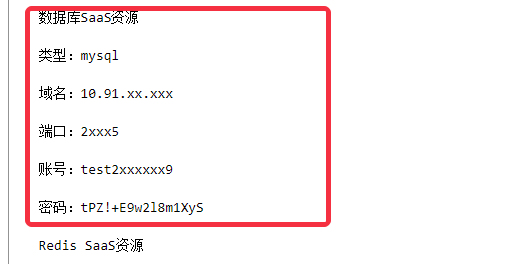 数据库SaaS资源
类型：mysql
域名：10.91.xx.xxx
端口：2xxx5
账号：test2xxxxxx9
密码：tPZ!+E9w2l8m1XyS
Redis SaaS资源